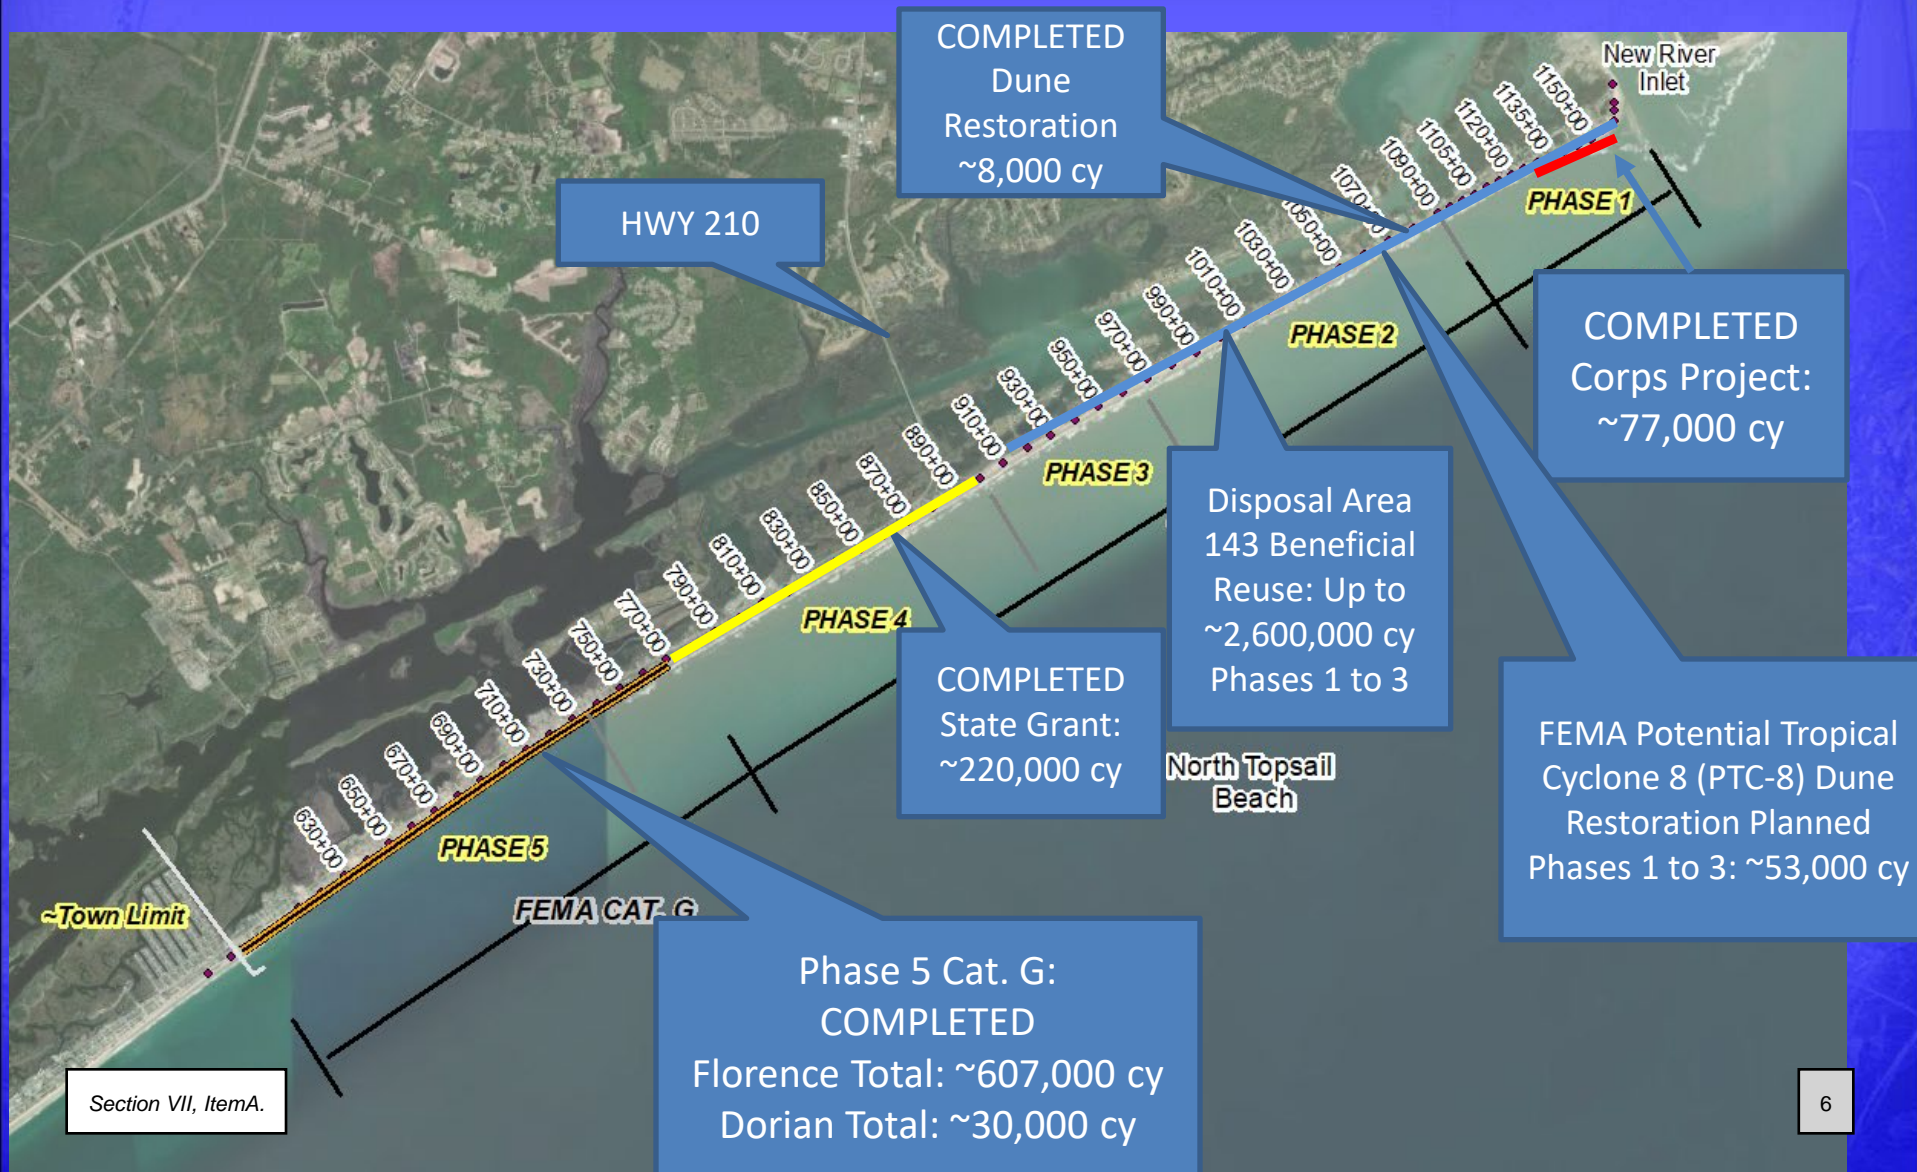 COMPLETED
Dune
Restoration
~8,000 cy
New River
Inlet
HWY 210
1150+00
1135+00
1120+00
1105+00
1090+00
1070+00
1050+00
1030+00
1010+00
990+00
970+00
950+00
930+00
910+00
890+00
870+00
850+00
830+00
810+00
790+00
770+00
750+00
730+00
710+00
690+00
670+00
650+00
630+00
PHASE 1
PHASE 2
PHASE 3
PHASE 4
PHASE 5
COMPLETED
Corps Project:
~77,000 cy
Disposal Area
143 Beneficial
Reuse: Up to
~2,600,000 cy
Phases 1 to 3
COMPLETED
State Grant:
~220,000 cy
North Topsail
Beach
FEMA Potential Tropical
Cyclone 8 (PTC-8) Dune
Restoration Planned
Phases 1 to 3: ~53,000 cy
~Town Limit
FEMA CAT. G
Phase 5 Cat. G:
COMPLETED
Florence Total: ~607,000 cy
Dorian Total: ~30,000 cy
Section VII, ItemA.
6